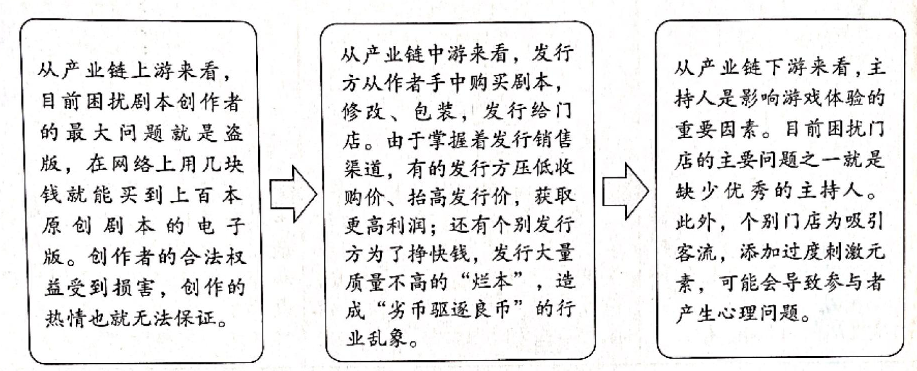 从产业链上游来看，
目前困扰剧本创作者
的最大问题就是盗
版，在网络上用几块
钱就能买到上百本
原创剧本的电子
版。创作者的合法权
益受到损害，创作的
热情也就无法保证。
从产业链中游来看，发行
方从作者手中购买剧本，
修改、包装，发行给门
店。由于掌握着发行销售
渠道，有的发行方压低收
购价、抬高发行价，获取
更高利润；还有个别发行
方为了挣快钱，发行大量
质量不高的“烂本”，造
成“劣币驱逐良币”的行
业乱象。
从产业链下游来看，主
持人是影响游戏体验的
重要因素。目前困扰门
店的主要问题之一就是
缺少优秀的主持人。
此外，个别门店为吸引
客流，添加过度刺激元
素，可能会导致参与者
产生心理问题。